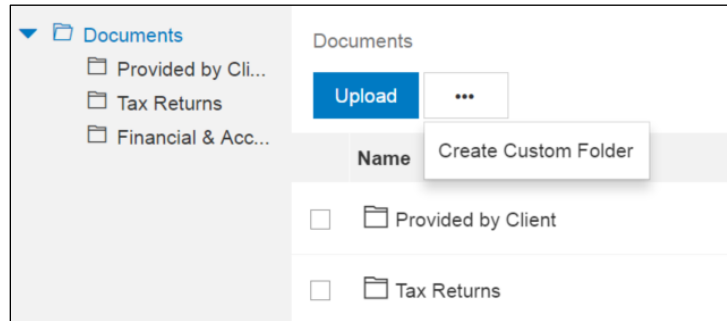 Documents
Provided by Cli...
Tax Returns
Financial & Acc...
Documents
Upload
•••
Create Custom Folder
Name
Provided by Client
Tax Returns